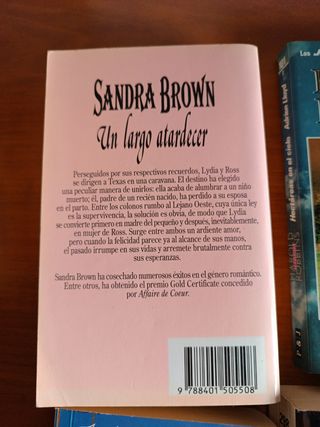 SANDRA BROWN
Un largo atardecer
Perseguidos por sus respectivos recuerdos, Lydia y Ross
se dirigen a Texas en una caravana. El destino ha elegido
una peculiar manera de unirlos: ella acaba de alumbrar a un niño
muerto; él, padre de un recién nacido, ha perdido a su esposa
en el parto. Entre los colonos rumbo al Lejano Oeste, cuya única ley
es la supervivencia, la solución es obvia, de modo que Lydia
se convierte primero en madre del pequeño y después, inevitablemente,
en mujer de Ross. Surge entre ambos un ardiente amor,
pero cuando la felicidad parece ya al alcance de sus manos,
el pasado irrumpe en sus vidas y arremete brutalmente contra
sus esperanzas.
Sandra Brown ha cosechado numerosos éxitos en el género romántico.
Entre otros, ha obtenido el premio Gold Certificate concedido
por Affaire de Coeur.
9 788401 505508
Adrian Lloyd
HAROLD
ROBBINS
P & J